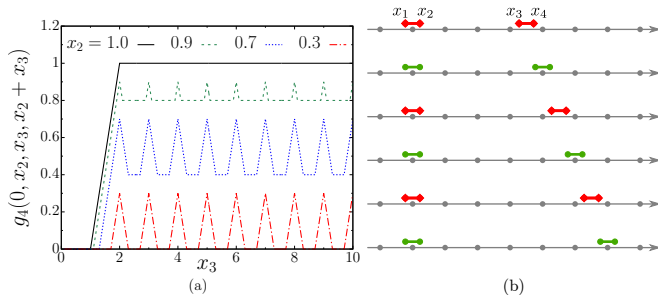 x₁ x₂ x₃ x₄
x₂ = 1.0 0.9 0.7 0.3
g₄(0, x₂, x₃, x₂ + x₃)
1.2
1
0.8
0.6
0.4
0.2
0
0 2 4 6 8 10
x₃
(a) (b)